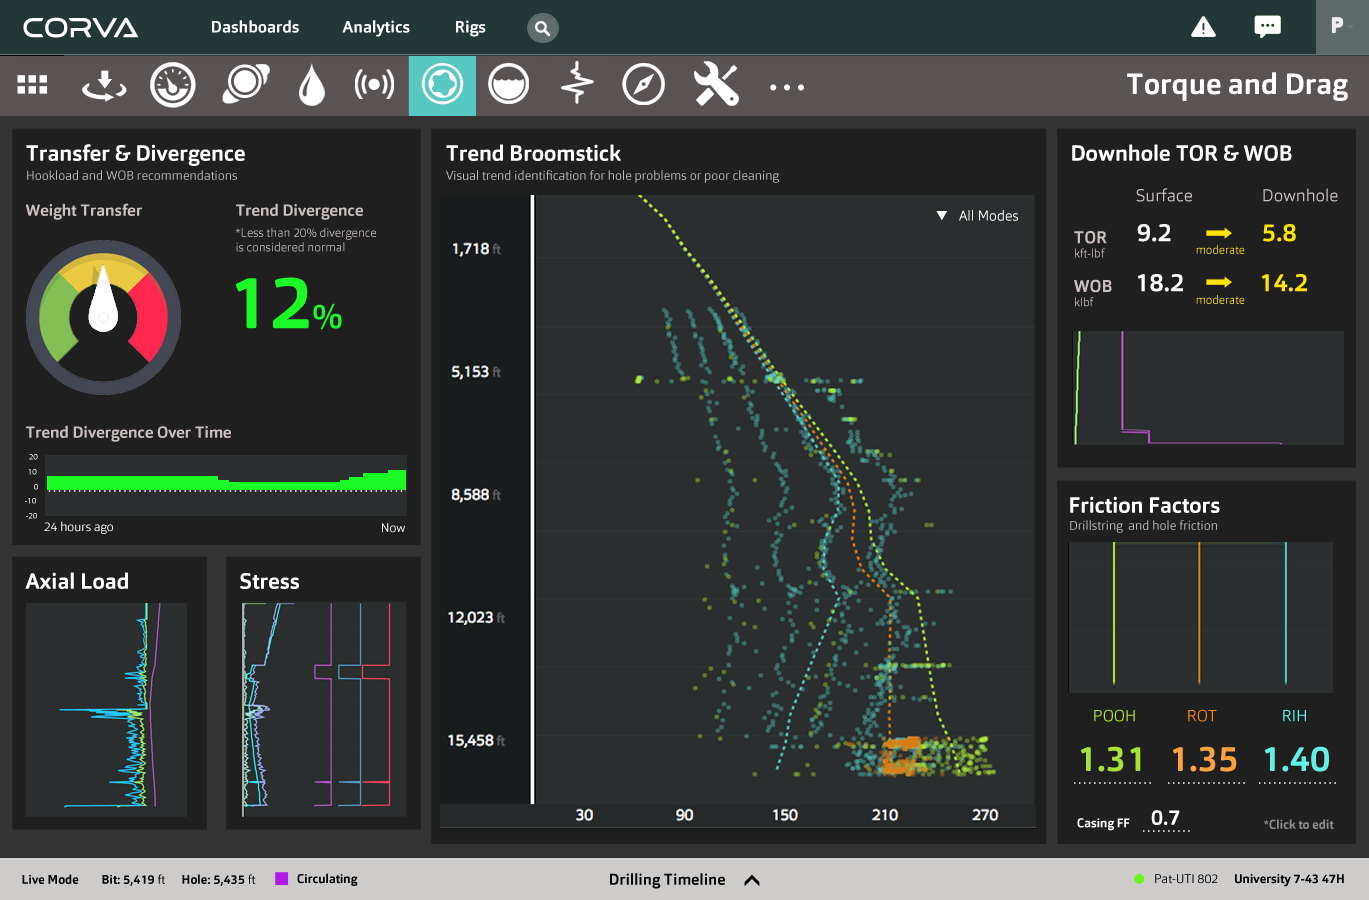 CORVA
Dashboards
Analytics
Rigs
P
Torque and Drag
Transfer & Divergence
Hookload and WOB recommendations
Weight Transfer
Trend Divergence
*Less than 20% divergence
is considered normal
12%
Trend Divergence Over Time
20
10
0
-10
-20
24 hours ago
Now
Axial Load
Stress
Trend Broomstick
Visual trend identification for hole problems or poor cleaning
▼ All Modes
1,718 ft
5,153 ft
8,588 ft
12,023 ft
15,458 ft
30 90 150 210 270
Downhole TOR & WOB
Surface Downhole
TOR 9.2 5.8
kft-lbf moderate
WOB 18.2 14.2
klbf moderate
Friction Factors
Drillstring and hole friction
POOH ROT RIH
1.31 1.35 1.40
Casing FF 0.7 *Click to edit
Live Mode Bit: 5,419 ft Hole: 5,435 ft Circulating
Drilling Timeline
Pat-UTI 802 University 7-43 47H